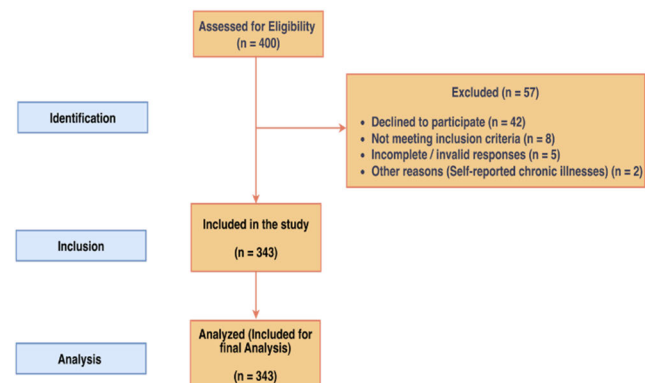 Assessed for Eligibility
(n = 400)
Excluded (n = 57)
• Declined to participate (n = 42)
• Not meeting inclusion criteria (n = 8)
• Incomplete / invalid responses (n = 5)
• Other reasons (Self-reported chronic illnesses) (n = 2)
Identification
Included in the study
(n = 343)
Inclusion
Analyzed (Included for
final Analysis)
(n = 343)
Analysis